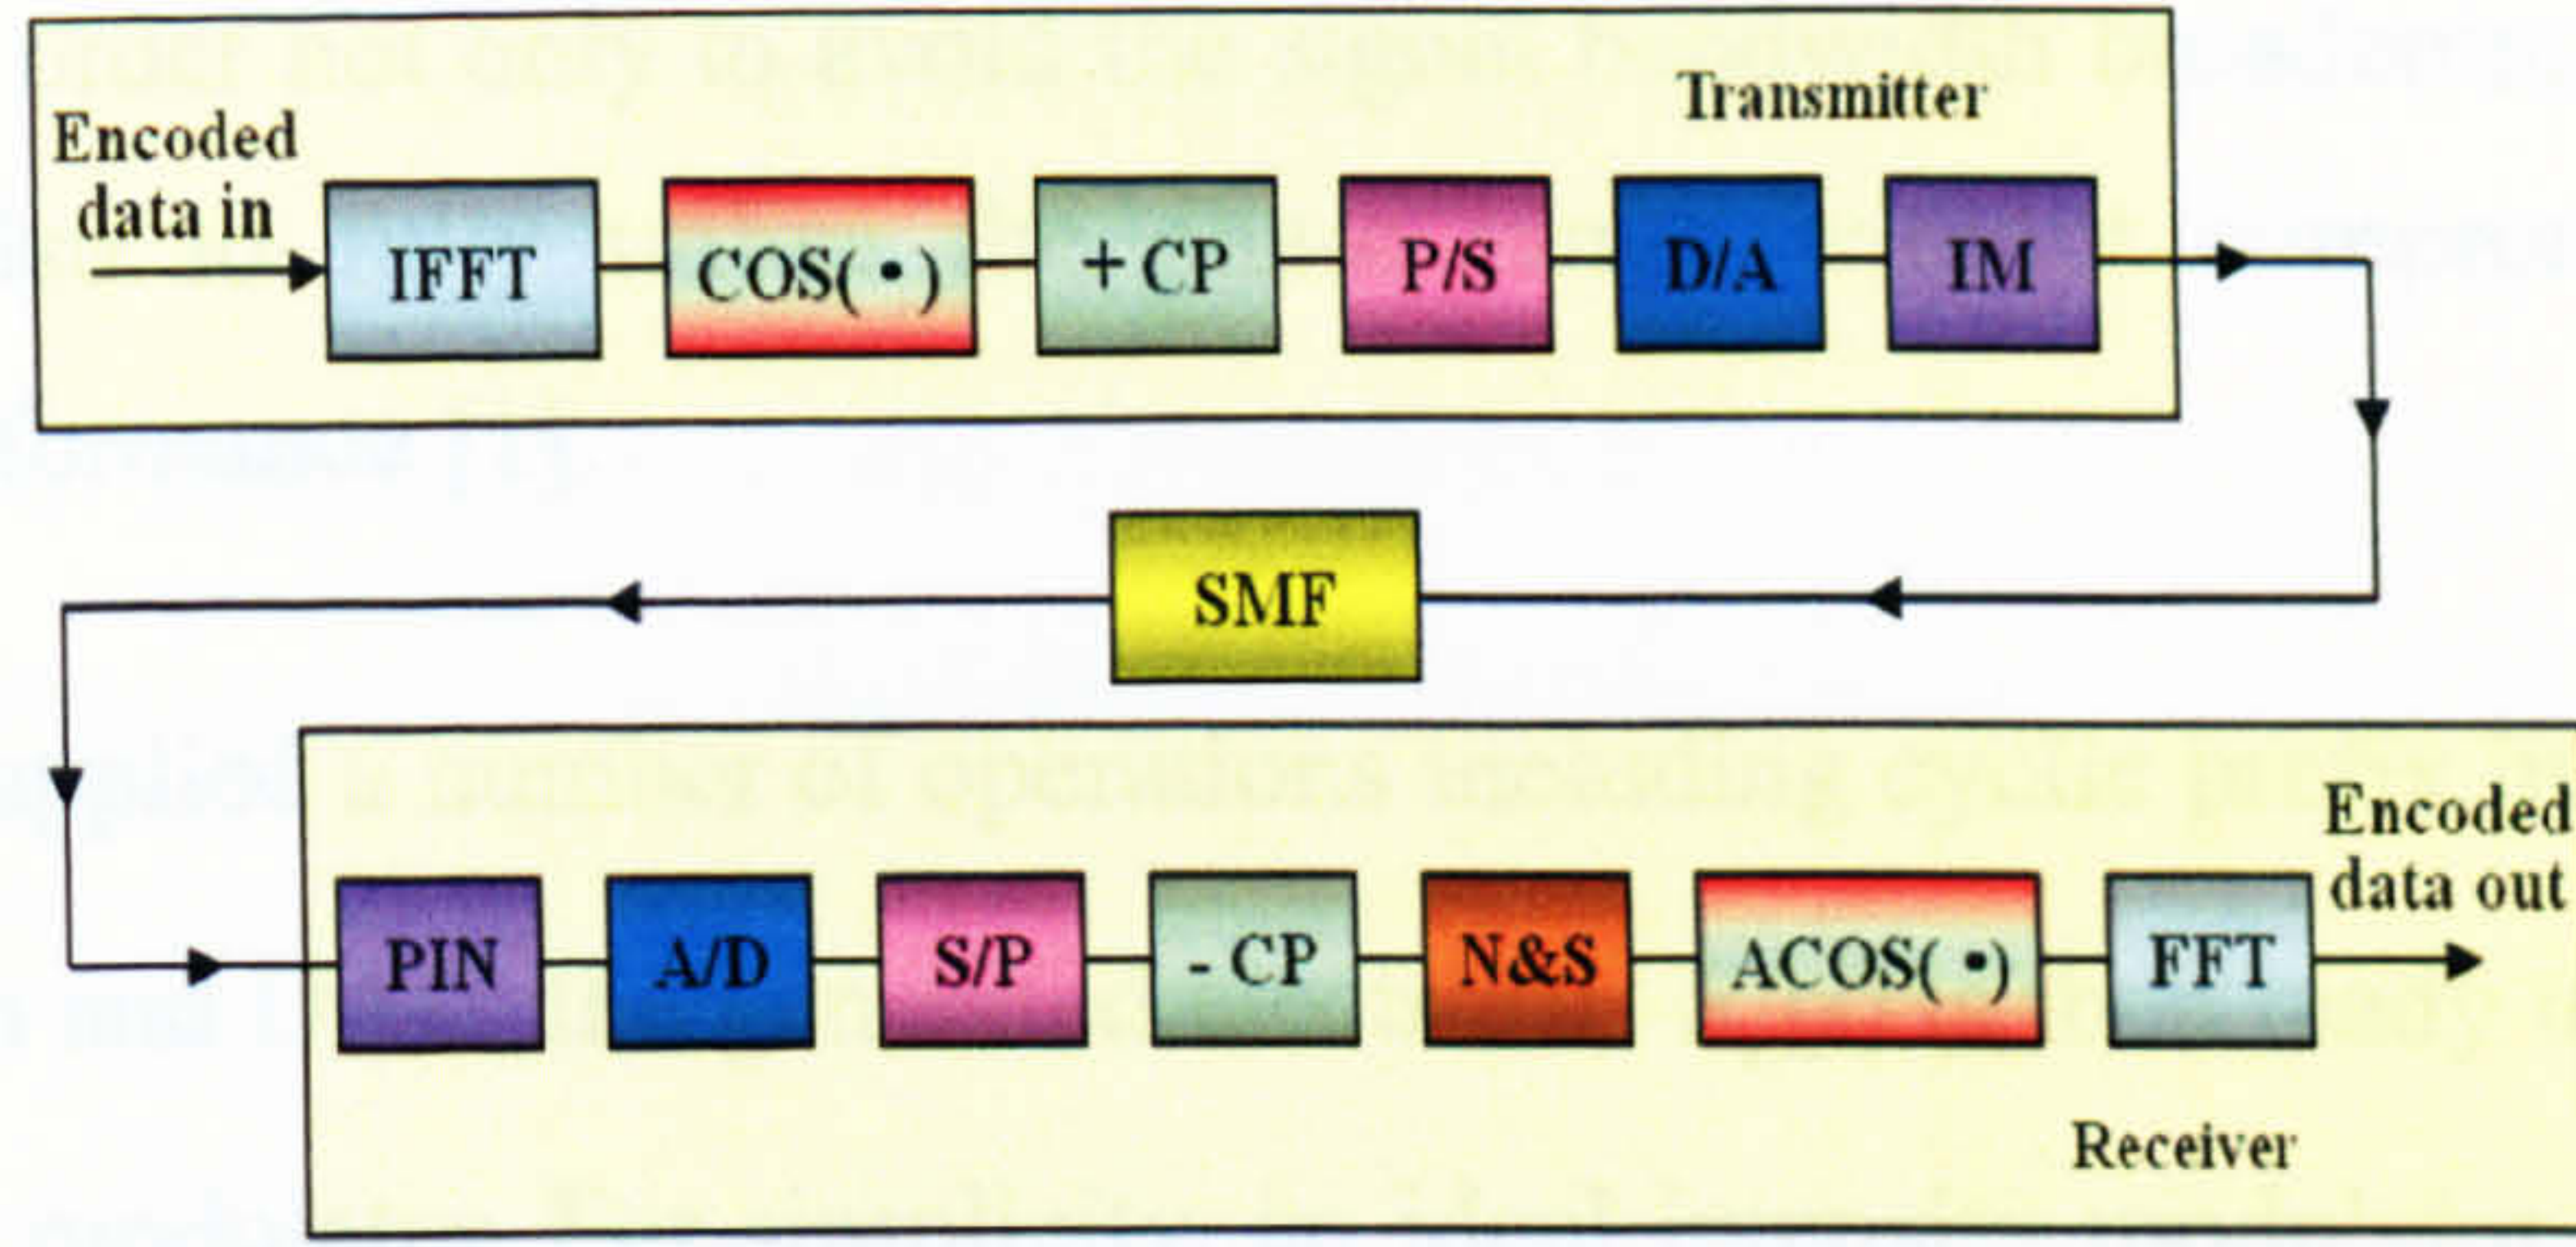 Transmitter
Encoded
data in
IFFT
COS(•)
+CP
P/S
D/A
IM
SMF
PIN
A/D
S/P
- CP
N&S
ACOS(•)
FFT
Encoded
data out
Receiver